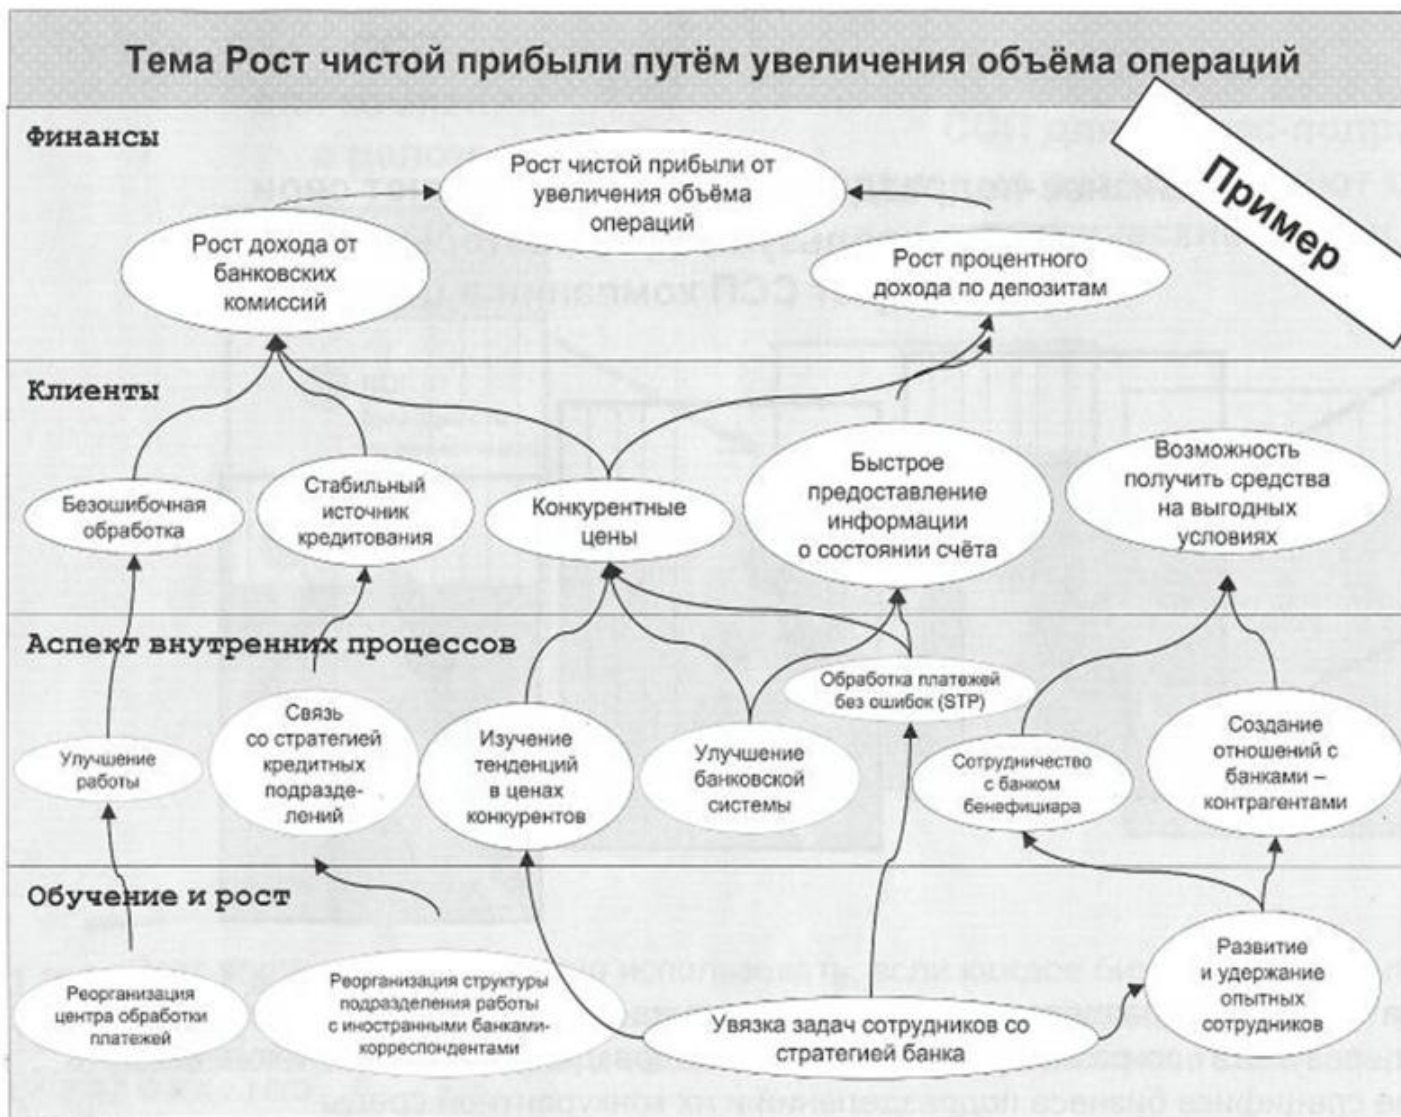 Тема Рост чистой прибыли путём увеличения объёма операций
Пример
Финансы
Рост чистой прибыли от
увеличения объёма
операций
Рост дохода от
банковских
комиссий
Рост процентного
дохода по депозитам
Клиенты
Безошибочная
обработка
Стабильный
источник
кредитования
Конкурентные
цены
Быстрое
предоставление
информации
о состоянии счёта
Возможность
получить средства
на выгодных
условиях
Аспект внутренних процессов
Улучшение
работы
Связь
со стратегией
кредитных
подразде-
лений
Изучение
тенденций
в ценах
конкурентов
Улучшение
банковской
системы
Обработка платежей
без ошибок (STP)
Сотрудничество
с банком
бенефициара
Создание
отношений с
банками –
контрагентами
Обучение и рост
Реорганизация
центра обработки
платежей
Реорганизация структуры
подразделения работы
с иностранными банками-
корреспондентами
Увязка задач сотрудников со
стратегией банка
Развитие
и удержание
опытных
сотрудников